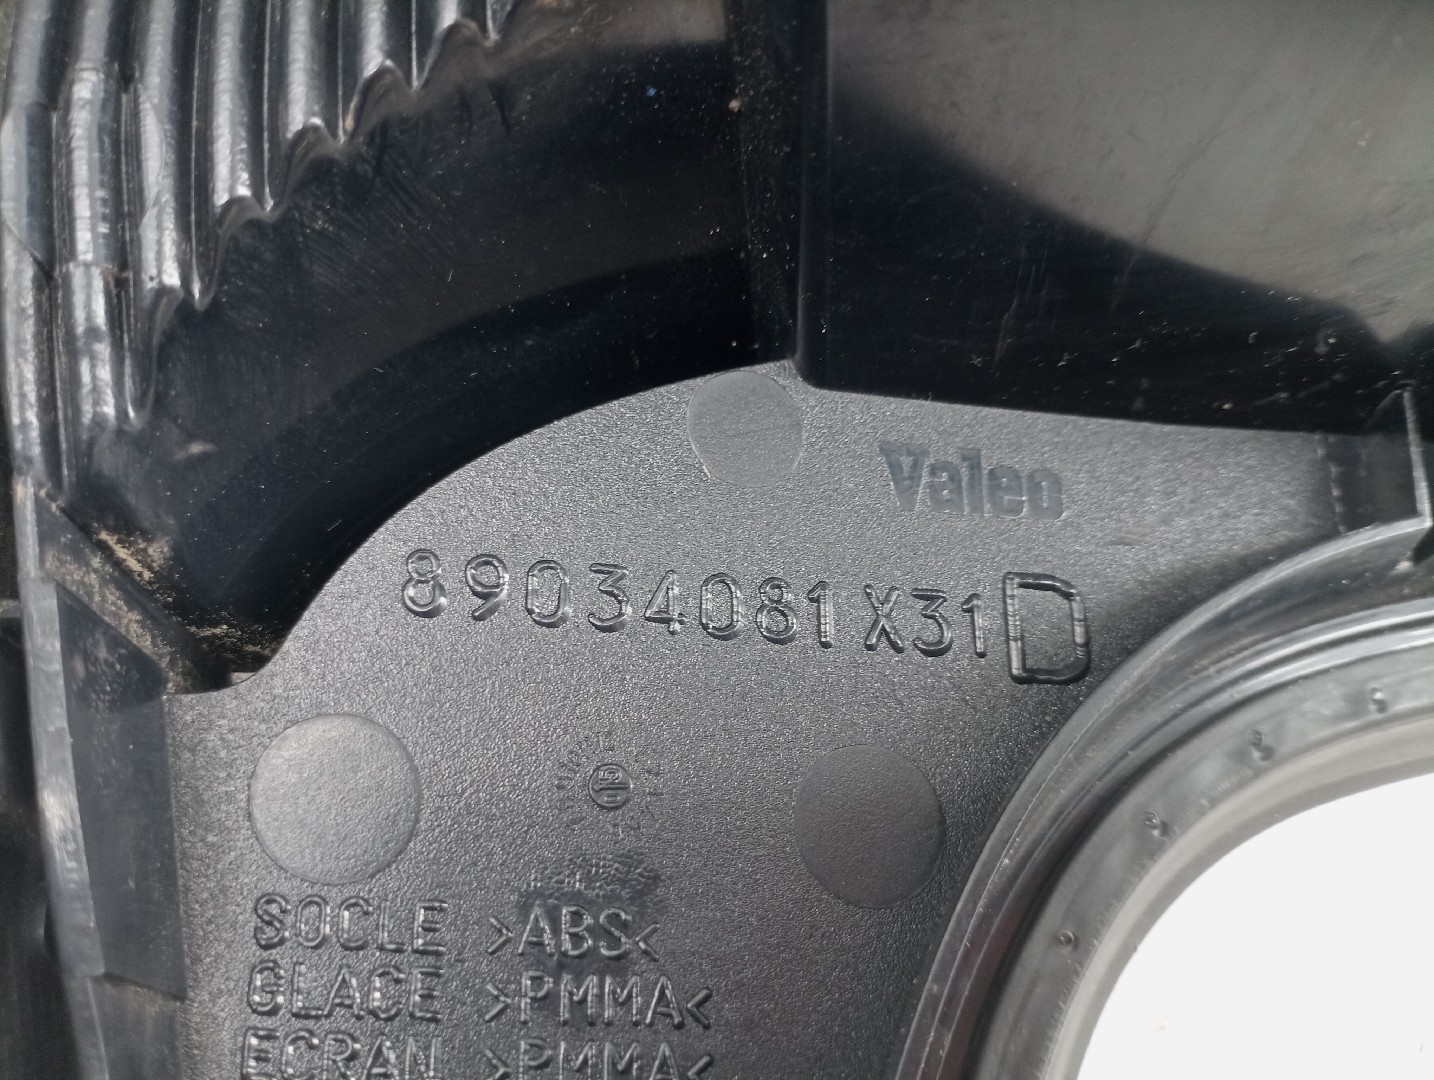 Valeo
89034081 X31 D
SOCLE >ABS<
GLACE >PMMA<
ECRAN >PMMA<